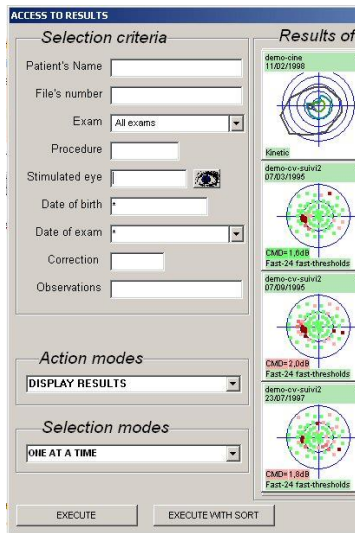 ACCESS TO RESULTS
Selection criteria
Patient's Name
File's number
Exam All exams
Procedure
Stimulated eye
Date of birth *
Date of exam *
Correction
Observations
Action modes
DISPLAY RESULTS
Selection modes
ONE AT A TIME
EXECUTE EXECUTE WITH SORT
Results of
demo-cine
11/02/1998
Kinetic
demo-cv-suivi2
07/03/1995
CMD= 1,6dB
Fast-24 fast-thresholds
demo-cv-suivi2
07/09/1995
CMD= 2,0dB
Fast-24 fast-thresholds
demo-cv-suivi2
23/07/1997
CMD= 1,8dB
Fast-24 fast-thresholds